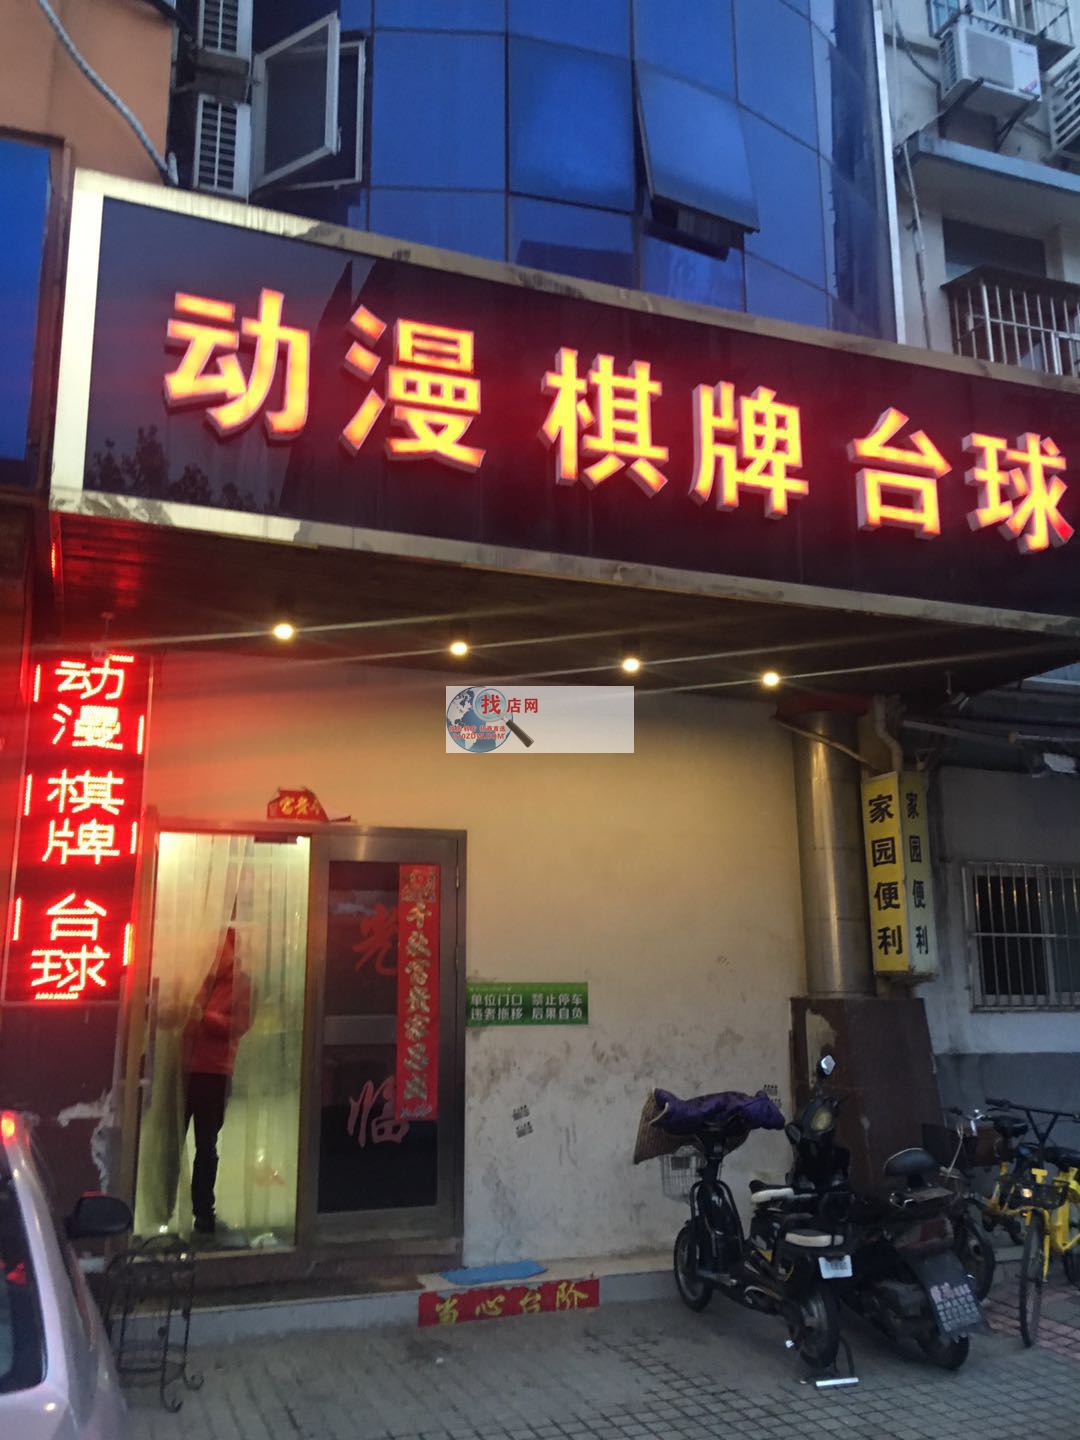 动漫 棋牌 台球
动漫 棋牌 台球
找店网
家园便利
家园便利
光临
单位门口 禁止停车
违者拖移 后果自负
当心台阶